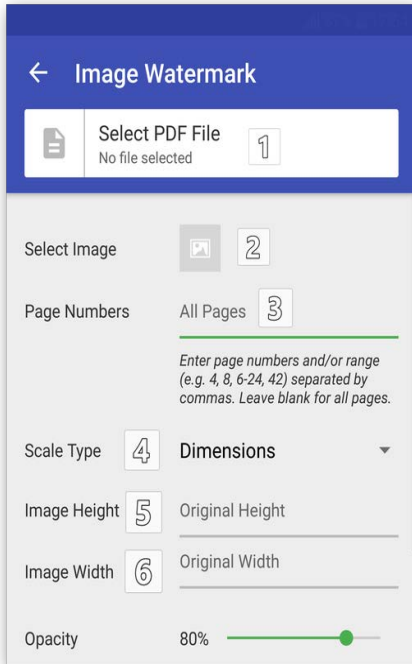 Image Watermark
Select PDF File
No file selected
1
Select Image
2
Page Numbers
All Pages
3
Enter page numbers and/or range
(e.g. 4, 8, 6-24, 42) separated by
commas. Leave blank for all pages.
Scale Type
4
Dimensions
Image Height
5
Original Height
Image Width
6
Original Width
Opacity
80%